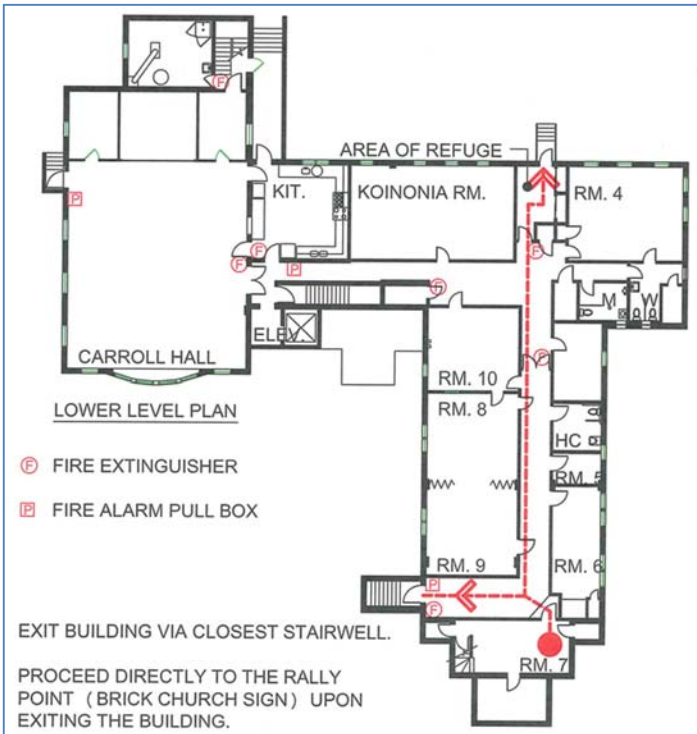 AREA OF REFUGE
KIT.
KOINONIA RM.
RM. 4
F
F
F
F
F
P
P
M
W
ELEV.
CARROLL HALL
RM. 10
P
LOWER LEVEL PLAN
RM. 8
HC
F FIRE EXTINGUISHER
RM. 5
P FIRE ALARM PULL BOX
RM. 9
RM. 6
P
F
EXIT BUILDING VIA CLOSEST STAIRWELL.
RM. 7
PROCEED DIRECTLY TO THE RALLY
POINT ( BRICK CHURCH SIGN ) UPON
EXITING THE BUILDING.